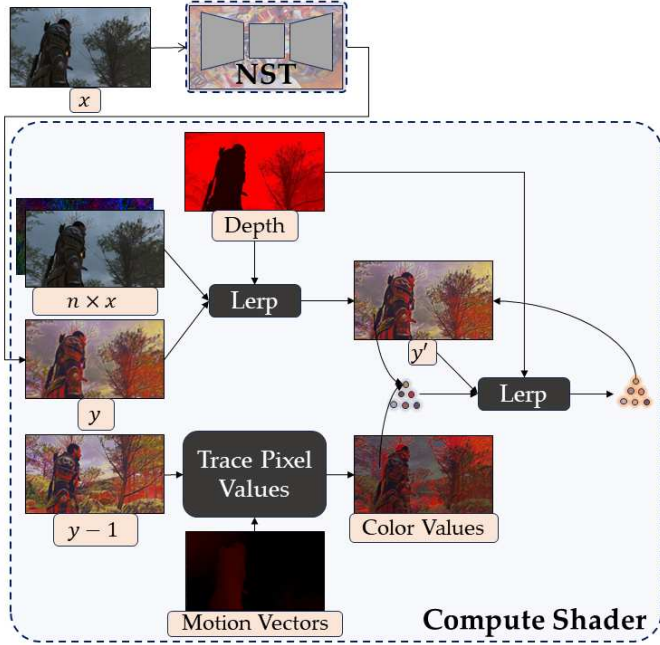 NST
x
Depth
n × x
Lerp
y′
y
Lerp
Trace Pixel
Values
y − 1
Color Values
Motion Vectors
Compute Shader